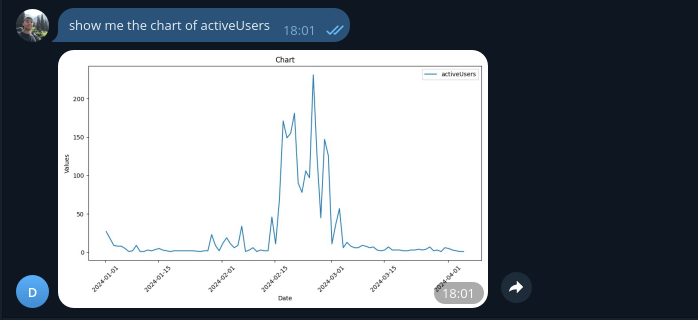 show me the chart of activeUsers 18:01
Chart
activeUsers
200
150
100
50
0
Values
2024-01-01 2024-01-15 2024-02-01 2024-02-15 2024-03-01 2024-03-15 2024-04-01
Date
D
18:01